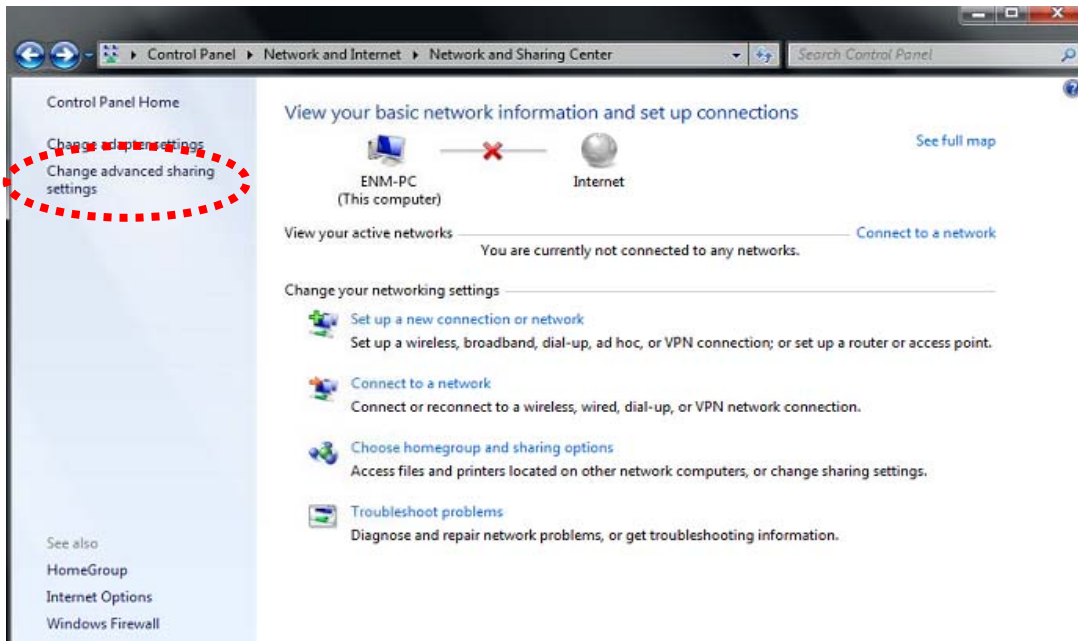 Control Panel ▸ Network and Internet ▸ Network and Sharing Center
Search Control Panel
Control Panel Home
Change adapter settings
Change advanced sharing
settings
See also
HomeGroup
Internet Options
Windows Firewall
View your basic network information and set up connections
See full map
ENM-PC
(This computer)
Internet
View your active networks
Connect to a network
You are currently not connected to any networks.
Change your networking settings
Set up a new connection or network
Set up a wireless, broadband, dial-up, ad hoc, or VPN connection; or set up a router or access point.
Connect to a network
Connect or reconnect to a wireless, wired, dial-up, or VPN network connection.
Choose homegroup and sharing options
Access files and printers located on other network computers, or change sharing settings.
Troubleshoot problems
Diagnose and repair network problems, or get troubleshooting information.